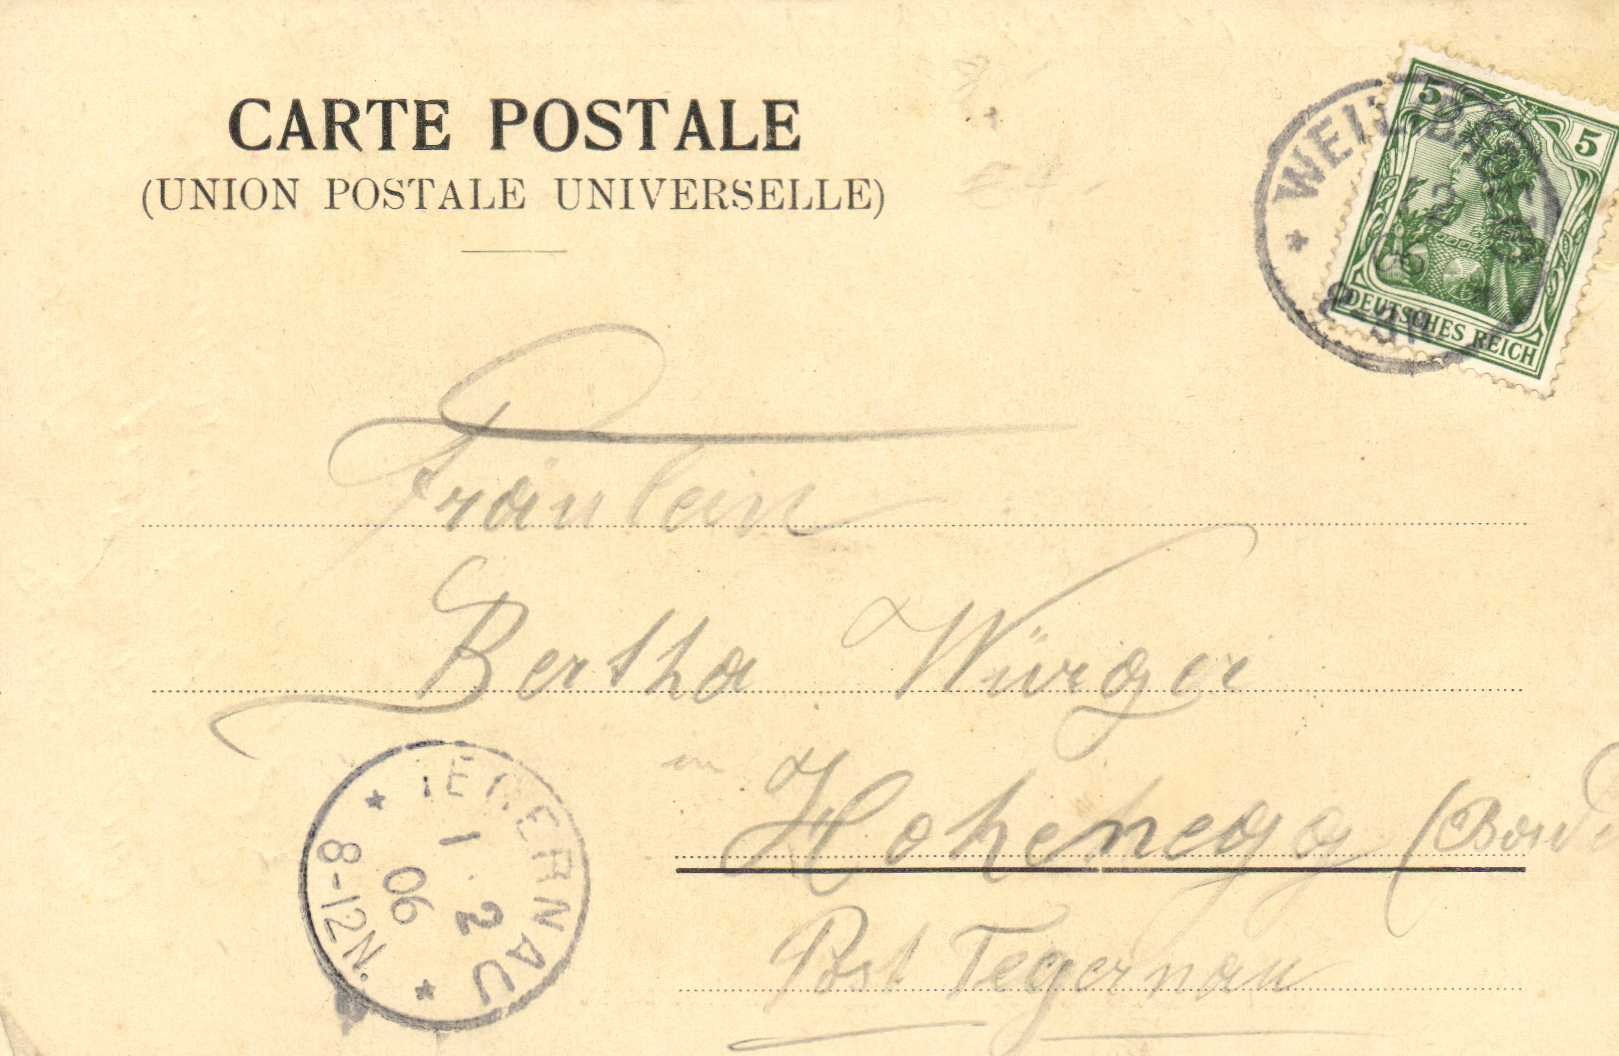 CARTE POSTALE
(UNION POSTALE UNIVERSELLE)
5 5
DEUTSCHES REICH
Fräulein
Bertha Würger
in Hohenegg (Baden
Post Tegernau
TEGERNAU
1 2
06
8-12N.